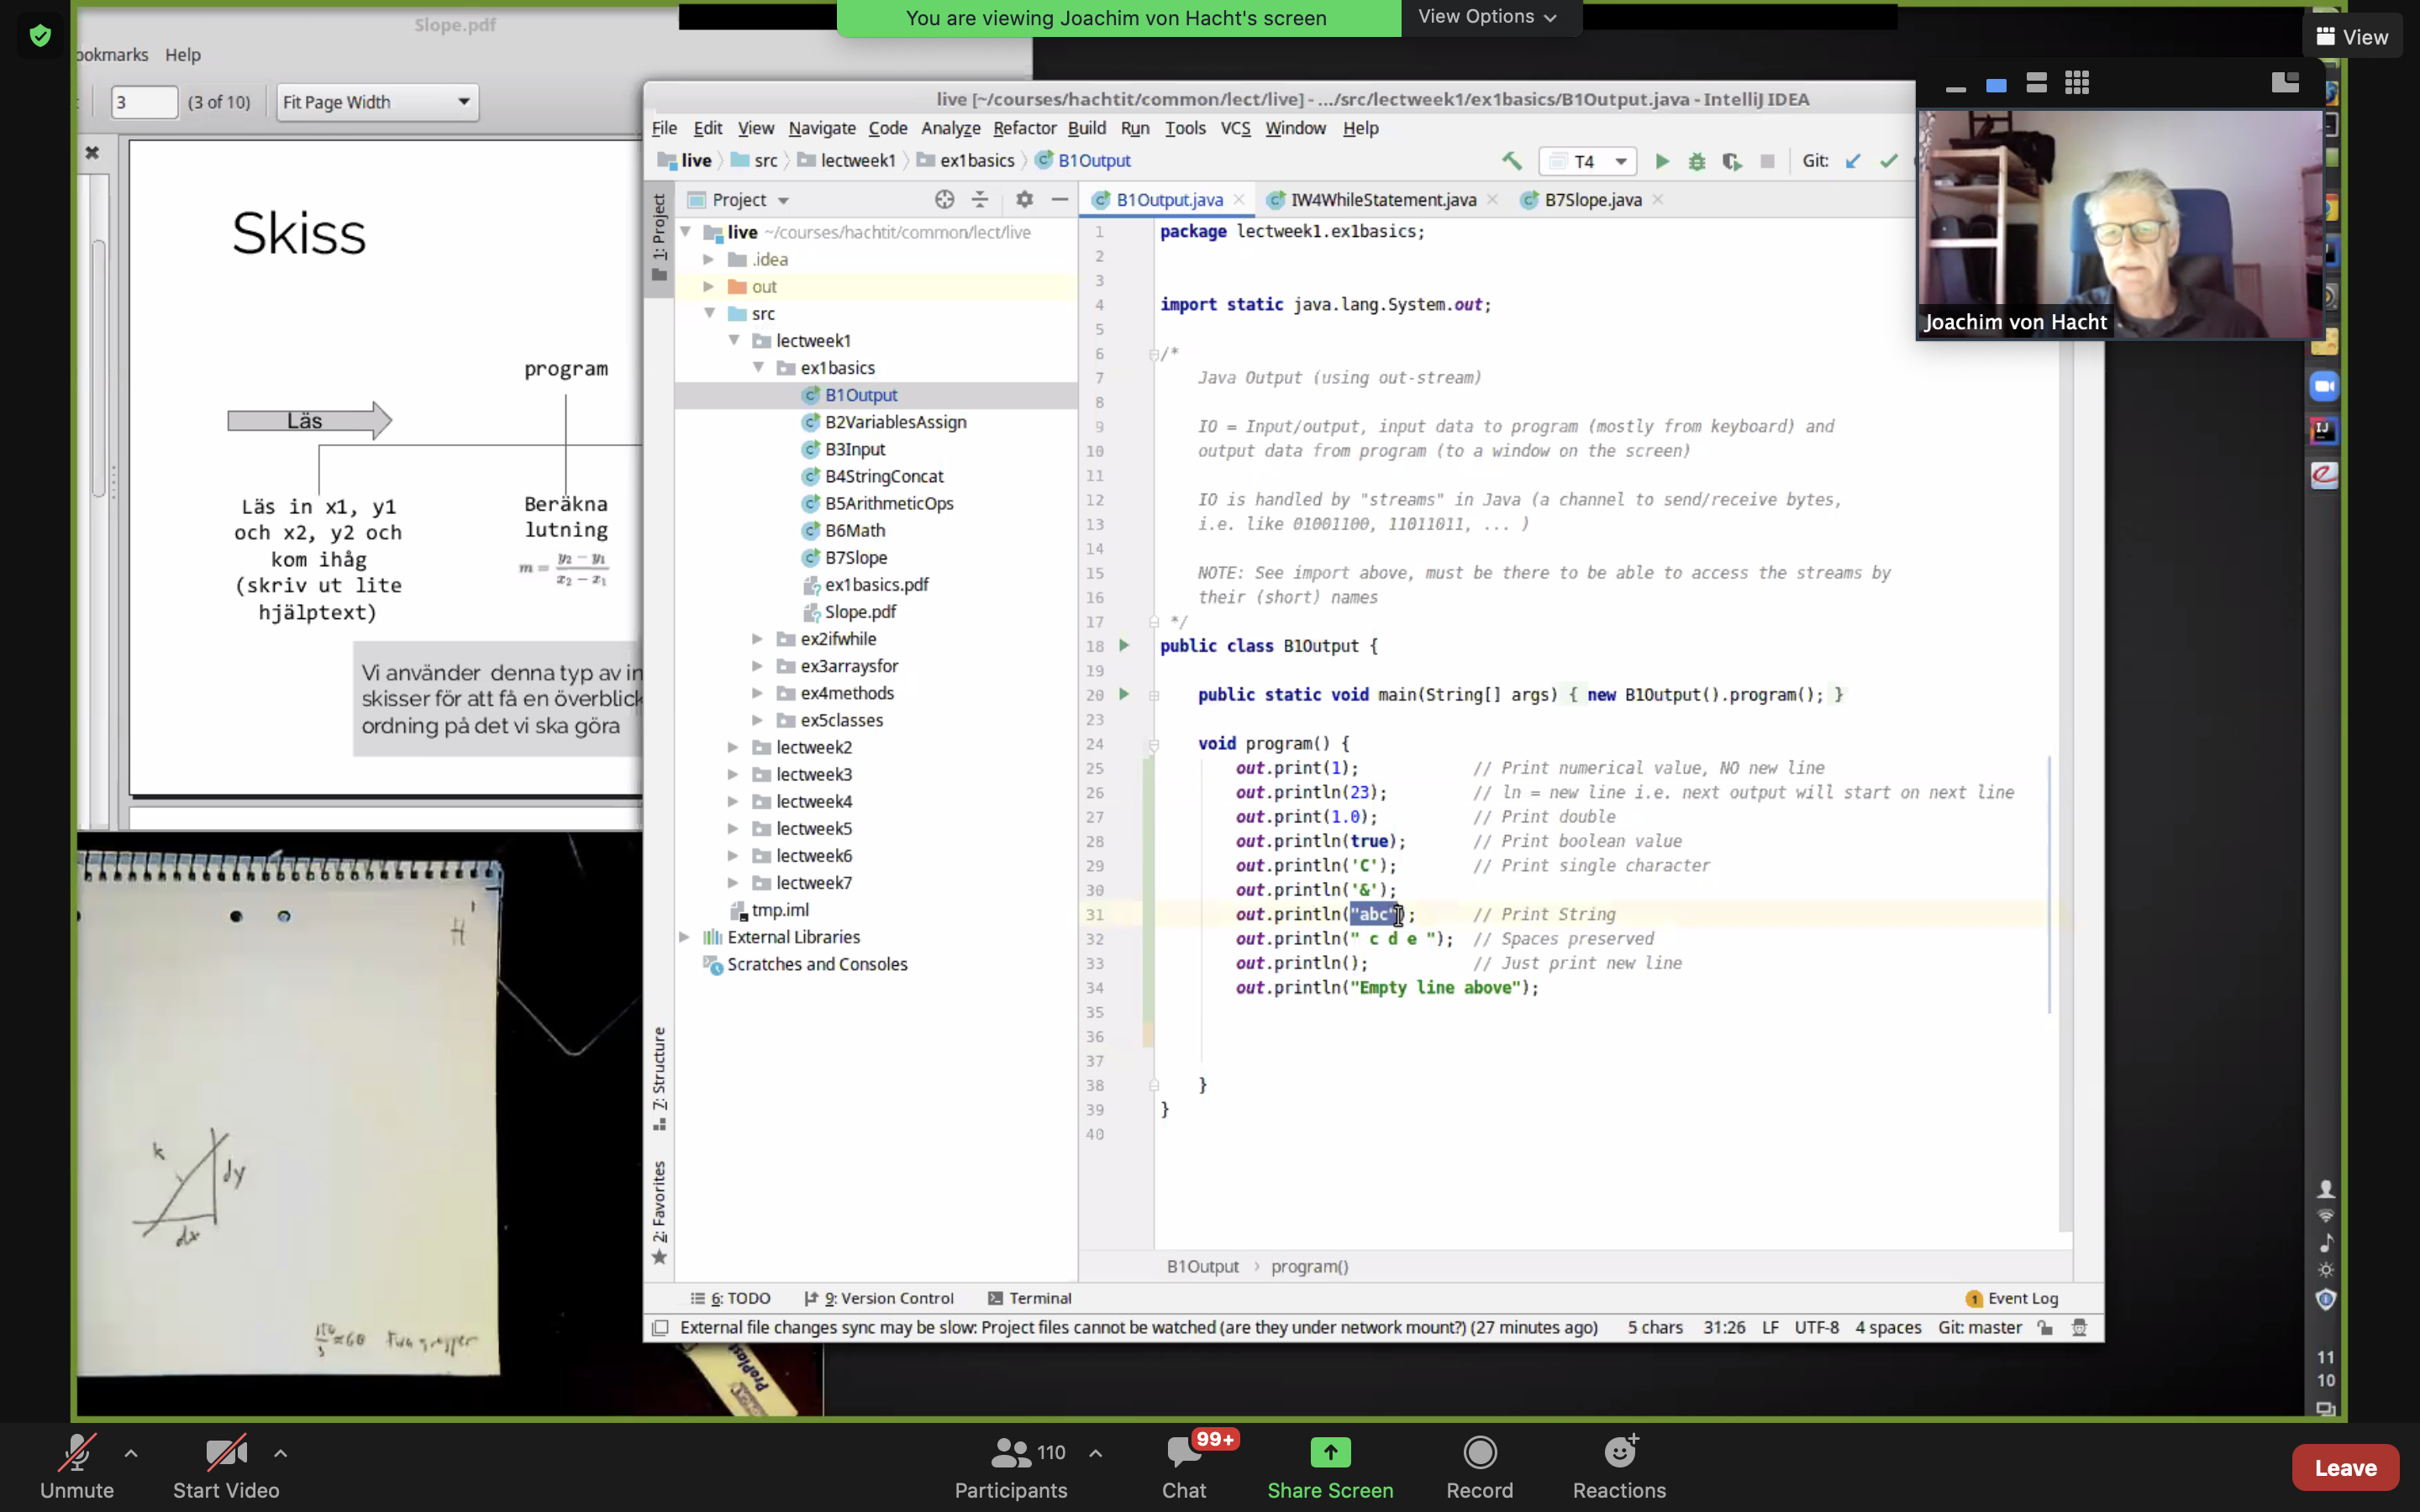 You are viewing Joachim von Hacht's screen
View Options
View
Slope.pdf
ookmarks Help
3 (3 of 10) Fit Page Width
Skiss
program
Läs
Läs in x1, y1
och x2, y2 och
kom ihåg
(skriv ut lite
hjälptext)
Beräkna
lutning
m = y2 − y1
x2 − x1
Vi använder denna typ av in
skisser för att få en överblick
ordning på det vi ska göra
H
k
dy
dx
live [~/courses/hachtit/common/lect/live] - .../src/lectweek1/ex1basics/B1Output.java - IntelliJ IDEA
File Edit View Navigate Code Analyze Refactor Build Run Tools VCS Window Help
live src lectweek1 ex1basics B1Output T4 Git:
1: Project
Project
live ~/courses/hachtit/common/lect/live
.idea
out
src
lectweek1
ex1basics
B1Output
B2VariablesAssign
B3Input
B4StringConcat
B5ArithmeticOps
B6Math
B7Slope
ex1basics.pdf
Slope.pdf
ex2ifwhile
ex3arraysfor
ex4methods
ex5classes
lectweek2
lectweek3
lectweek4
lectweek5
lectweek6
lectweek7
tmp.iml
External Libraries
Scratches and Consoles
7: Structure
2: Favorites
B1Output.java IW4WhileStatement.java B7Slope.java
1 package lectweek1.ex1basics;
2
3
4 import static java.lang.System.out;
5
6 /*
7 Java Output (using out-stream)
8
9 IO = Input/output, input data to program (mostly from keyboard) and
10 output data from program (to a window on the screen)
11
12 IO is handled by "streams" in Java (a channel to send/receive bytes,
13 i.e. like 01001100, 11011011, ... )
14
15 NOTE: See import above, must be there to be able to access the streams by
16 their (short) names
17 */
18 public class B1Output {
19
20 public static void main(String[] args) { new B1Output().program(); }
23
24 void program() {
25 out.print(1); // Print numerical value, NO new line
26 out.println(23); // ln = new line i.e. next output will start on next line
27 out.print(1.0); // Print double
28 out.println(true); // Print boolean value
29 out.println('C'); // Print single character
30 out.println('&');
31 out.println("abc"); // Print String
32 out.println(" c d e "); // Spaces preserved
33 out.println(); // Just print new line
34 out.println("Empty line above");
35
36
37
38 }
39 }
40
B1Output program()
6: TODO 9: Version Control Terminal 1 Event Log
External file changes sync may be slow: Project files cannot be watched (are they under network mount?) (27 minutes ago) 5 chars 31:26 LF UTF-8 4 spaces Git: master
Joachim von Hacht
IJ
11
10
Unmute
Start Video
110
Participants
99+
Chat
Share Screen
Record
Reactions
Leave